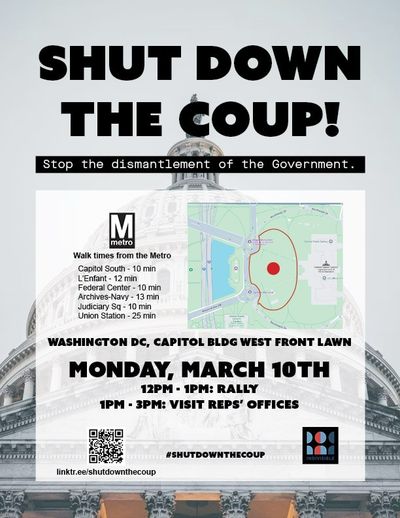 SHUT DOWN
THE COUP!
Stop the dismantlement of the Government.
M
metro
Walk times from the Metro
Capitol South - 10 min
L'Enfant - 12 min
Federal Center - 10 min
Archives-Navy - 13 min
Judiciary Sq - 10 min
Union Station - 25 min
WASHINGTON DC, CAPITOL BLDG WEST FRONT LAWN
MONDAY, MARCH 10TH
12PM - 1PM: RALLY
1PM - 3PM: VISIT REPS' OFFICES
#SHUTDOWNTHECOUP
INDIVISIBLE
linktr.ee/shutdownthecoup